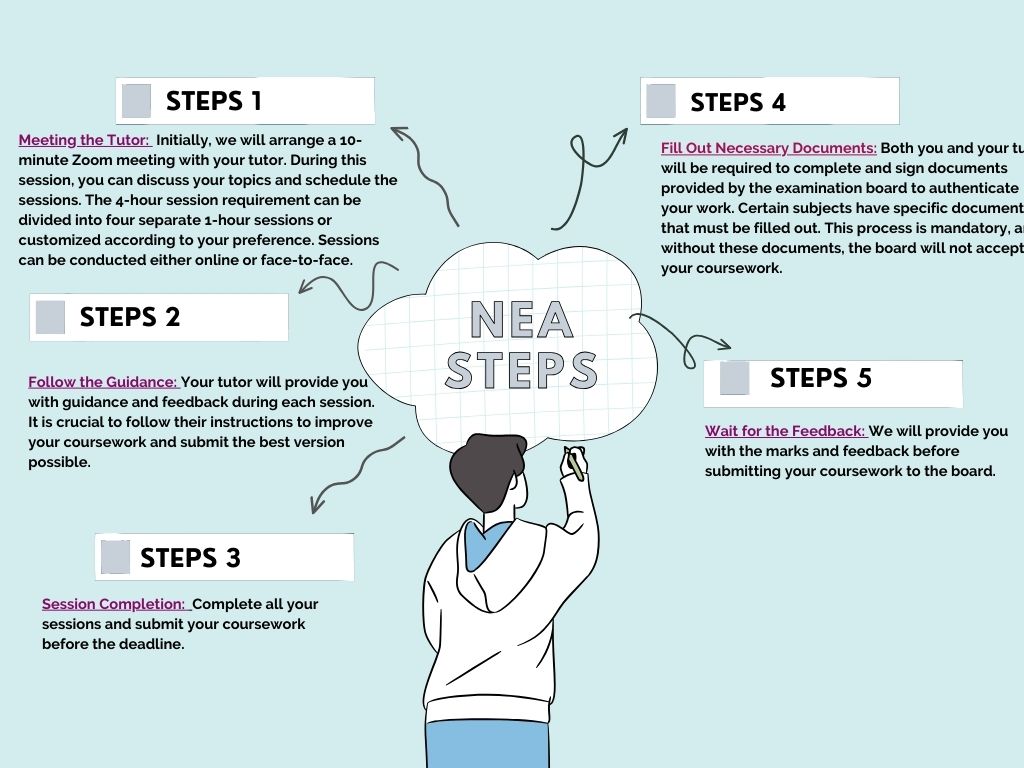 STEPS 1
Meeting the Tutor: Initially, we will arrange a 10-
minute Zoom meeting with your tutor. During this
session, you can discuss your topics and schedule the
sessions. The 4-hour session requirement can be
divided into four separate 1-hour sessions or
customized according to your preference. Sessions
can be conducted either online or face-to-face.
STEPS 2
Follow the Guidance: Your tutor will provide you
with guidance and feedback during each session.
It is crucial to follow their instructions to improve
your coursework and submit the best version
possible.
STEPS 3
Session Completion: Complete all your
sessions and submit your coursework
before the deadline.
NEA
STEPS
STEPS 4
Fill Out Necessary Documents: Both you and your
will be required to complete and sign documents
provided by the examination board to authenticate
your work. Certain subjects have specific
that must be filled out. This process is mandatory,
without these documents, the board will not accept
your coursework.
STEPS 5
Wait for the Feedback: We will provide you
with the marks and feedback before
submitting your coursework to the board.